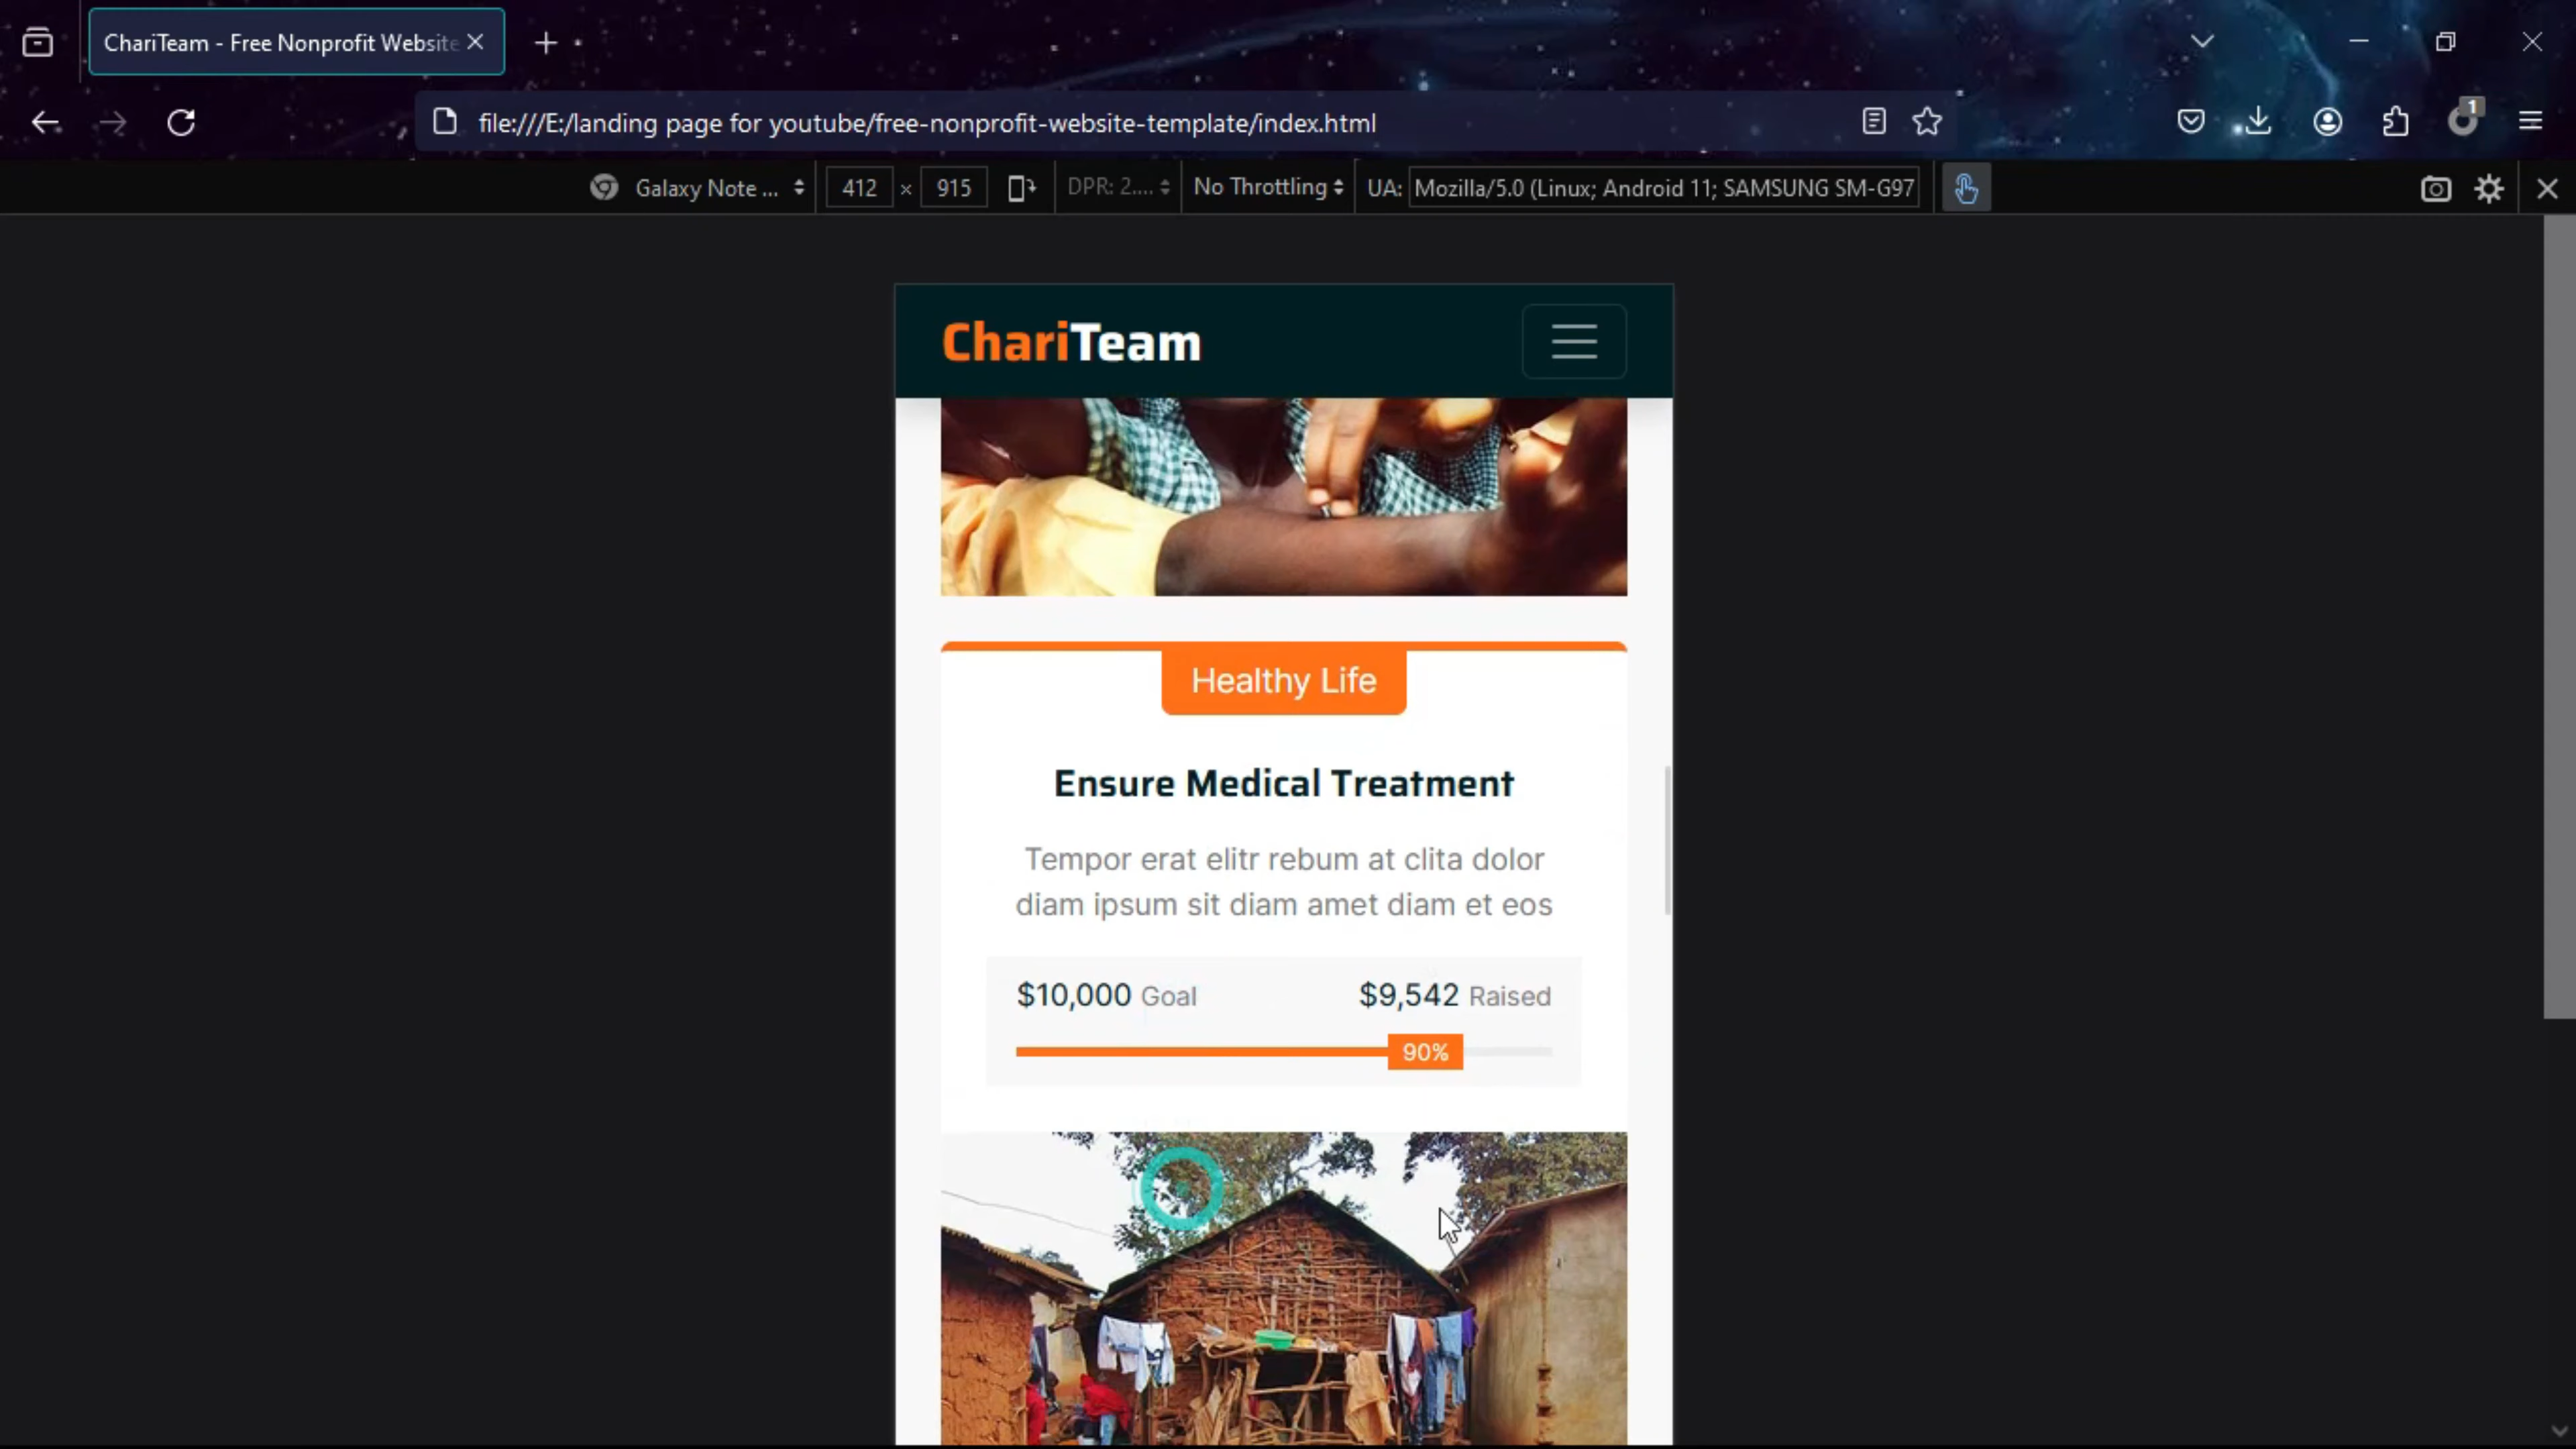 ChariTeam - Free Nonprofit Website
file:///E:/landing page for youtube/free-nonprofit-website-template/index.html
1
Galaxy Note ...
412 × 915
DPR: 2....
No Throttling
UA: Mozilla/5.0 (Linux; Android 11; SAMSUNG SM-G97
ChariTeam
Healthy Life
Ensure Medical Treatment
Tempor erat elitr rebum at clita dolor
diam ipsum sit diam amet diam et eos
$10,000 Goal
$9,542 Raised
90%